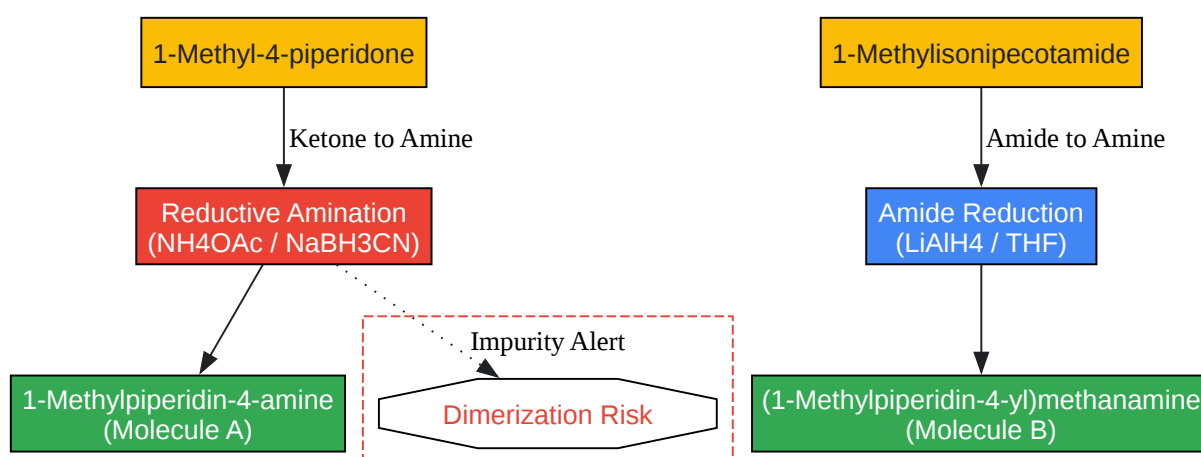 1-Methyl-4-piperidone
1-Methylisonipecotamide
Ketone to Amine
Amide to Amine
Reductive Amination
(NH4OAc / NaBH3CN)
Amide Reduction
(LiAlH4 / THF)
Impurity Alert
1-Methylpiperidin-4-amine
(Molecule A)
Dimerization Risk
(1-Methylpiperidin-4-yl)methanamine
(Molecule B)